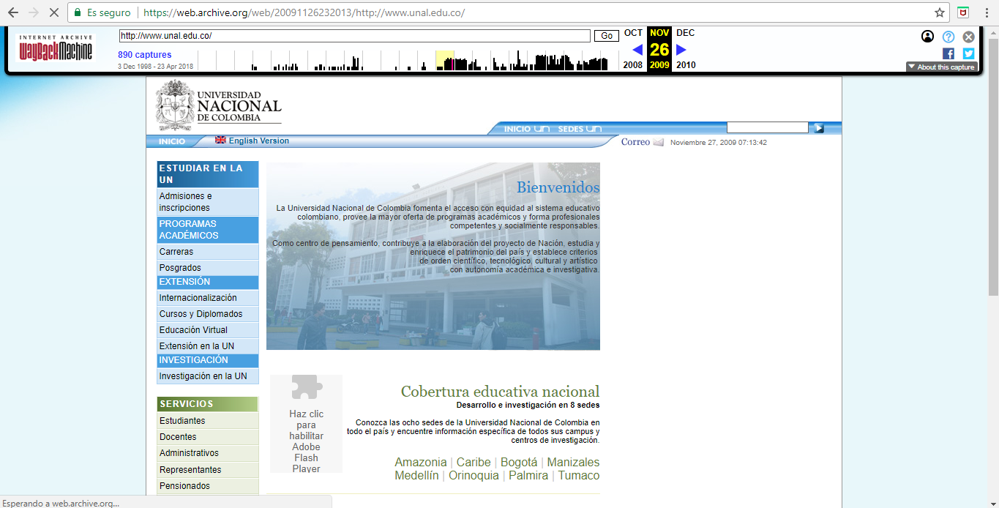 Es seguro
https://web.archive.org/web/20091126232013/http://www.unal.edu.co/
INTERNET ARCHIVE
WayBackMachine
http://www.unal.edu.co/
Go
OCT NOV DEC
890 captures
26
3 Dec 1998 - 23 Apr 2018
2008 2009 2010
About this capture
UNIVERSIDAD
NACIONAL
DE COLOMBIA
INICIO UN SEDES UN
INICIO
English Version
Correo
Noviembre 27, 2009 07:13:42
ESTUDIAR EN LA
UN
Admisiones e
inscripciones
PROGRAMAS
ACADÉMICOS
Carreras
Posgrados
EXTENSIÓN
Internacionalización
Cursos y Diplomados
Educación Virtual
Extensión en la UN
INVESTIGACIÓN
Investigación en la UN
SERVICIOS
Estudiantes
Docentes
Administrativos
Representantes
Pensionados
Bienvenidos
La Universidad Nacional de Colombia fomenta el acceso con equidad al sistema educativo
colombiano, provee la mayor oferta de programas académicos y forma profesionales
competentes y socialmente responsables.
Como centro de pensamiento, contribuye a la elaboración del proyecto de Nación, estudia y
enriquece el patrimonio del país y establece criterios
de orden científico, tecnológico, cultural y artístico
con autonomía académica e investigativa.
Haz clic
para
habilitar
Adobe
Flash
Player
Cobertura educativa nacional
Desarrollo e investigación en 8 sedes
Conozca las ocho sedes de la Universidad Nacional de Colombia en
todo el país y encuentre información específica de todos sus campus y
centros de investigación.
Amazonia | Caribe | Bogotá | Manizales
Medellín | Orinoquia | Palmira | Tumaco
Esperando a web.archive.org...